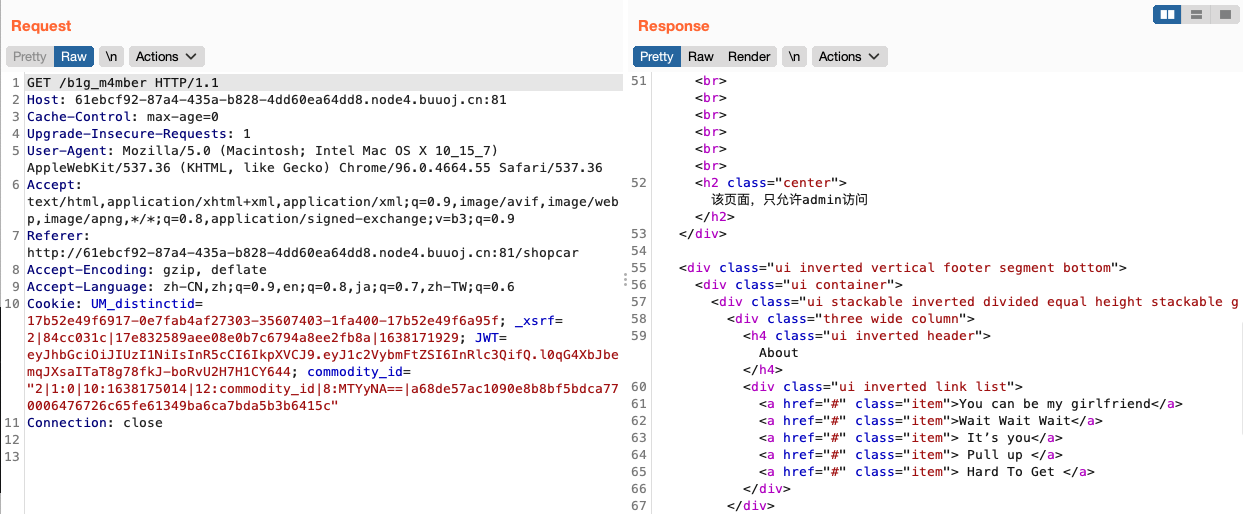 Request
Pretty Raw \n Actions
1 GET /b1g_m4mber HTTP/1.1
2 Host: 61ebcf92-87a4-435a-b828-4dd60ea64dd8.node4.buuoj.cn:81
3 Cache-Control: max-age=0
4 Upgrade-Insecure-Requests: 1
5 User-Agent: Mozilla/5.0 (Macintosh; Intel Mac OS X 10_15_7)
AppleWebKit/537.36 (KHTML, like Gecko) Chrome/96.0.4664.55 Safari/537.36
6 Accept:
text/html,application/xhtml+xml,application/xml;q=0.9,image/avif,image/web
p,image/apng,*/*;q=0.8,application/signed-exchange;v=b3;q=0.9
7 Referer:
http://61ebcf92-87a4-435a-b828-4dd60ea64dd8.node4.buuoj.cn:81/shopcar
8 Accept-Encoding: gzip, deflate
9 Accept-Language: zh-CN,zh;q=0.9,en;q=0.8,ja;q=0.7,zh-TW;q=0.6
10 Cookie: UM_distinctid=
17b52e49f6917-0e7fab4af27303-35607403-1fa400-17b52e49f6a95f; _xsrf=
2|84cc031c|17e832589aee08e0b7c6794a8ee2fb8a|1638171929; JWT=
eyJhbGciOiJIUzI1NiIsInR5cCI6IkpXVCJ9.eyJ1c2VybmFtZSI6InRlc3QifQ.l0qG4XbJbe
mqJXsaITaT8g78fkJ-boRvU2H7H1CY644; commodity_id=
"2|1:0|10:1638175014|12:commodity_id|8:MTYyNA==|a68de57ac1090e8b8bf5bdca77
0006476726c65fe61349ba6ca7bda5b3b6415c"
11 Connection: close
12
13
Response
Pretty Raw Render \n Actions
51 <br>
<br>
<br>
<br>
<br>
<br>
52 <h2 class="center">
该页面，只允许admin访问
</h2>
53 </div>
54
55 <div class="ui inverted vertical footer segment bottom">
56 <div class="ui container">
57 <div class="ui stackable inverted divided equal height stackable g
58 <div class="three wide column">
59 <h4 class="ui inverted header">
About
</h4>
60 <div class="ui inverted link list">
61 <a href="#" class="item">You can be my girlfriend</a>
62 <a href="#" class="item">Wait Wait Wait</a>
63 <a href="#" class="item"> It’s you</a>
64 <a href="#" class="item"> Pull up </a>
65 <a href="#" class="item"> Hard To Get </a>
66 </div>
67 </div>